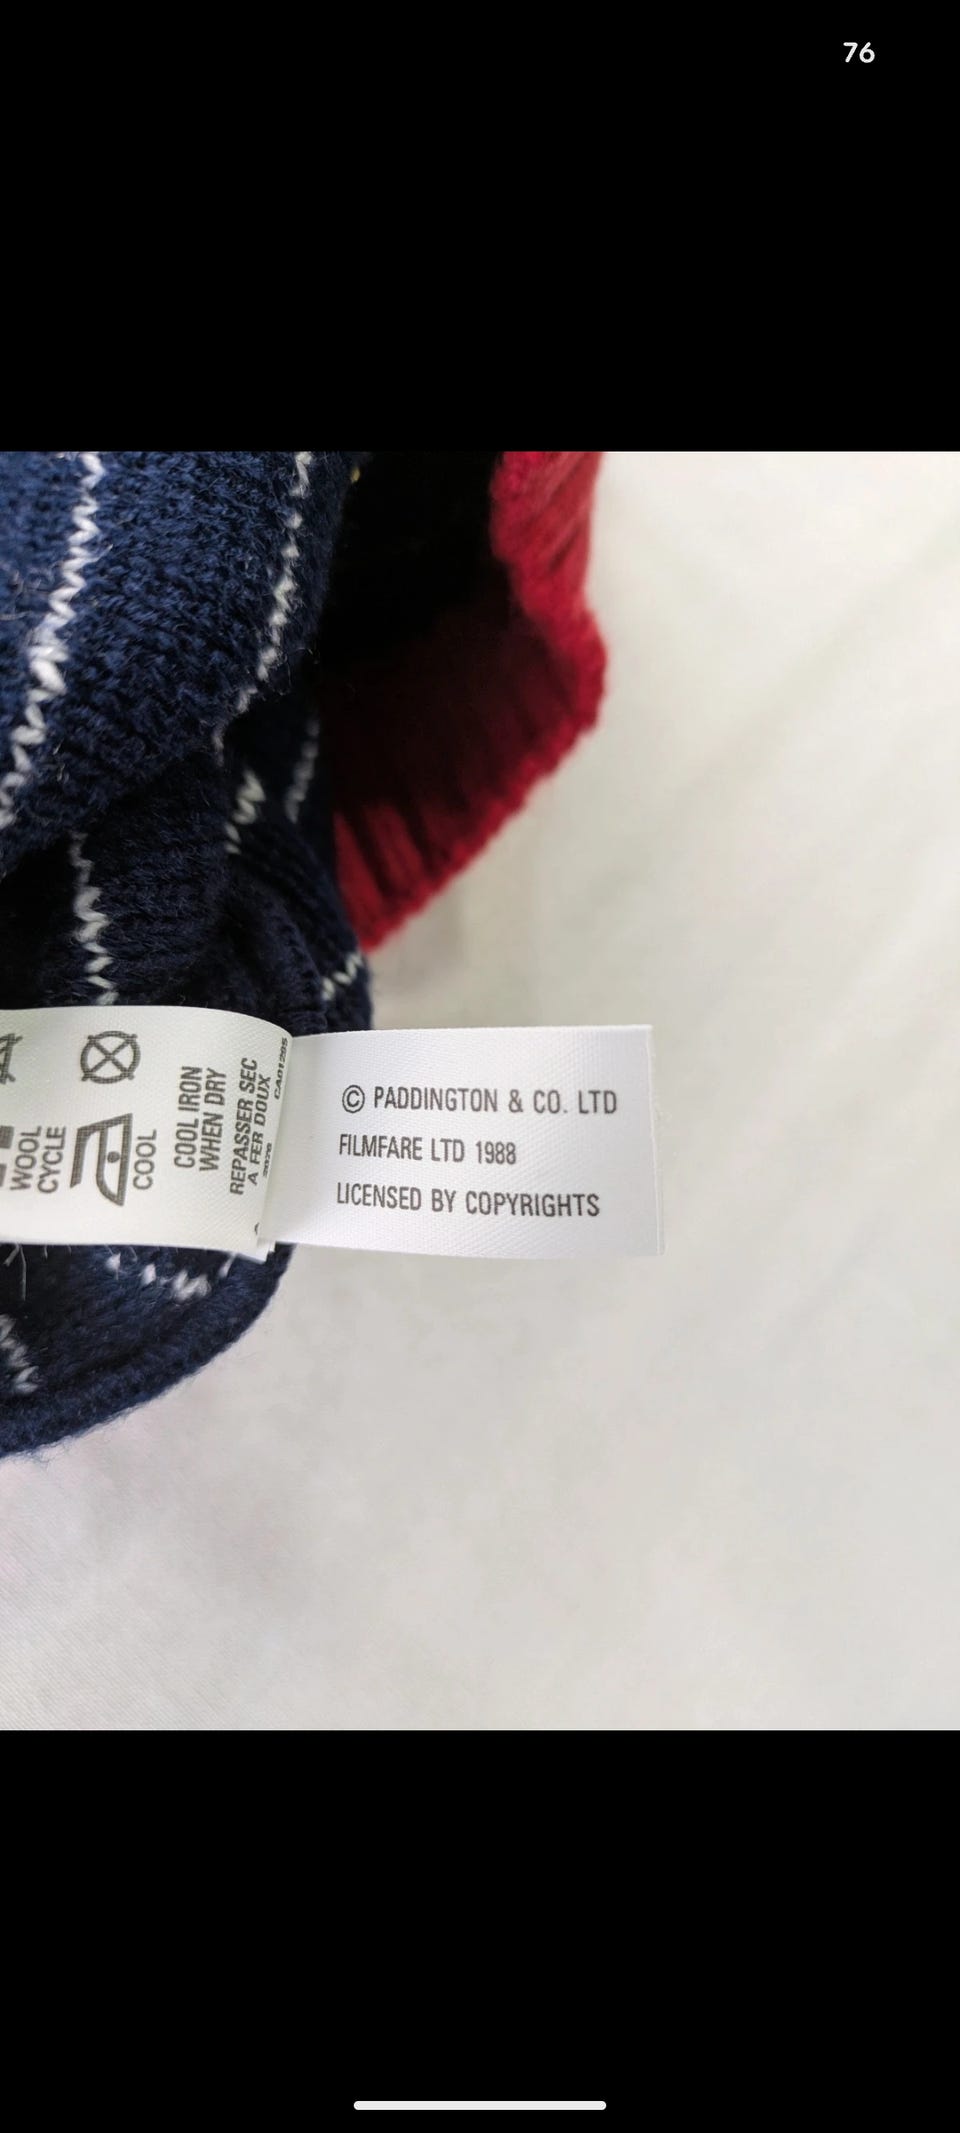 76
WOOL
CYCLE
COOL
COOL IRON
WHEN DRY
REPASSER SEC
A FER DOUX
CA01295
© PADDINGTON & CO. LTD
FILMFARE LTD 1988
LICENSED BY COPYRIGHTS